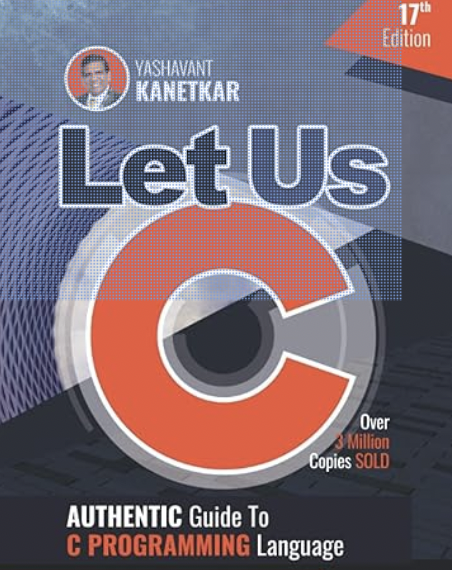 17th
Edition
YASHAVANT
KANETKAR
Let Us
C
Over
3 Million
Copies SOLD
AUTHENTIC Guide To
C PROGRAMMING Language